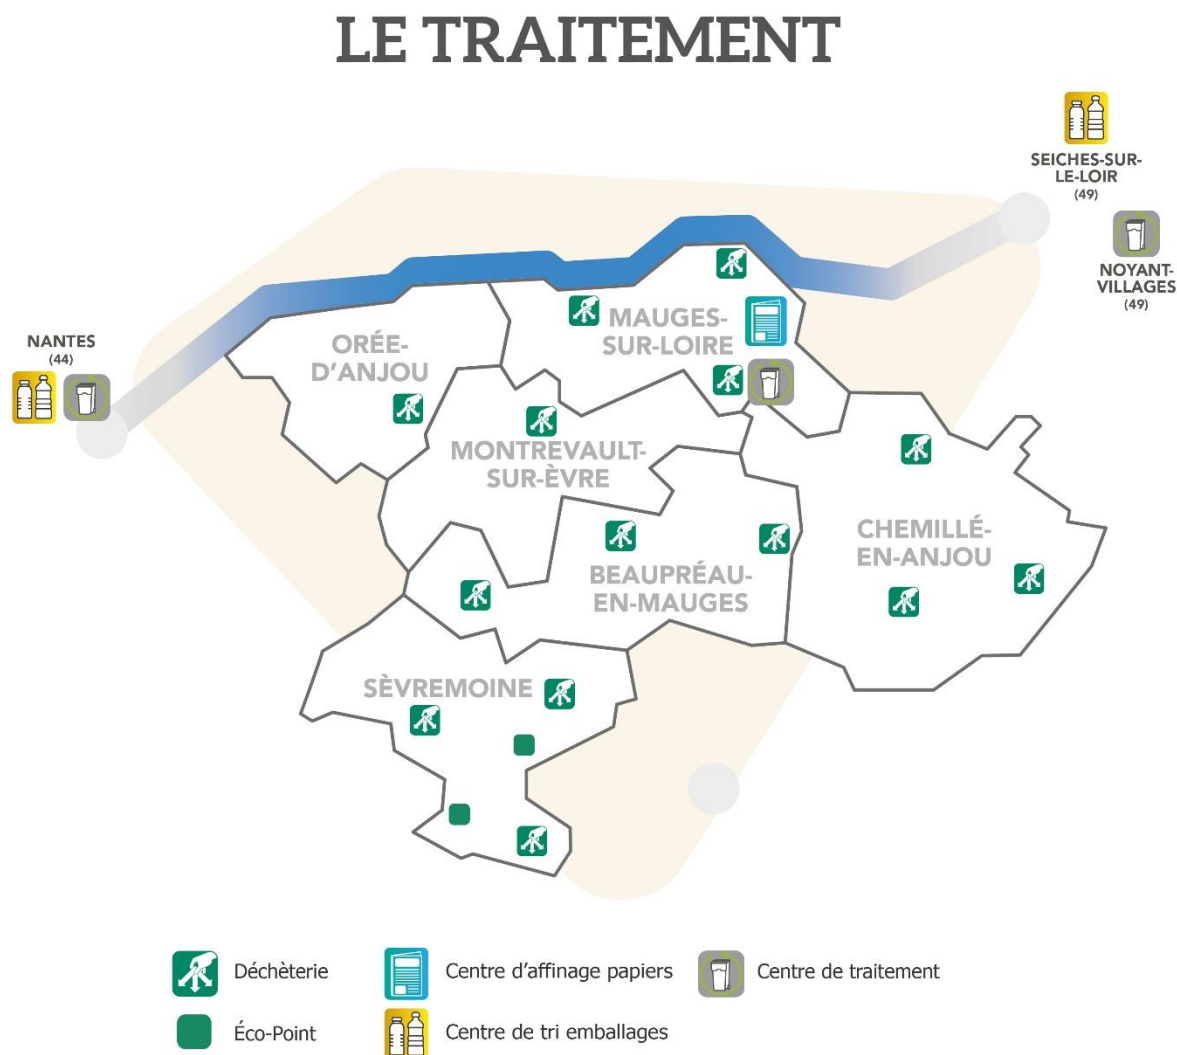 LE TRAITEMENT
SEICHES-SUR-
LE-LOIR
(49)
NOYANT-
VILLAGES
(49)
NANTES
(44)
MAUGES-
SUR-LOIRE
ORÉE-
D'ANJOU
MONTREVAULT-
SUR-ÈVRE
CHEMILLÉ-
EN-ANJOU
BEAUPRÉAU-
EN-MAUGES
SÈVREMOINE
Déchèterie
Centre d'affinage papiers
Centre de traitement
Éco-Point
Centre de tri emballages